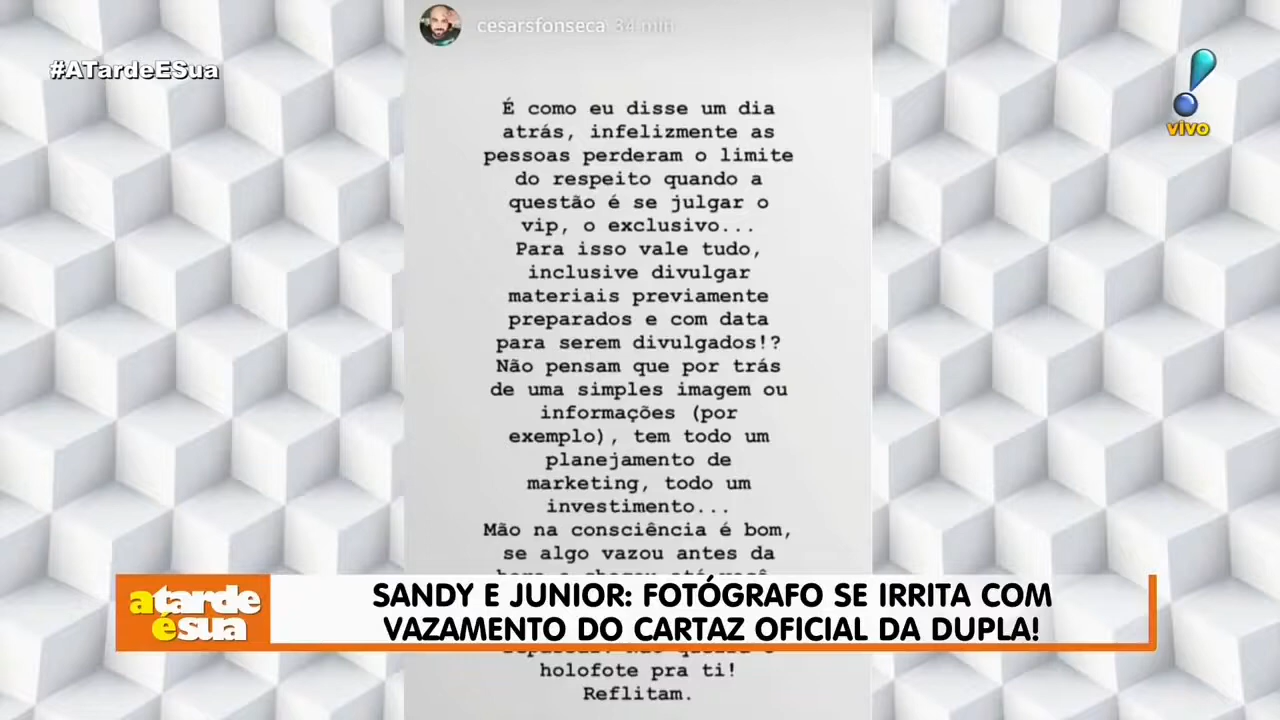 cesarsfonseca 34 min
#ATardeESua
vivo
É como eu disse um dia
atrás, infelizmente as
pessoas perderam o limite
do respeito quando a
questão é se julgar o
vip, o exclusivo...
Para isso vale tudo,
inclusive divulgar
materiais previamente
preparados e com data
para serem divulgados!?
Não pensam que por trás
de uma simples imagem ou
informações (por
exemplo), tem todo um
planejamento de
marketing, todo um
investimento...
Mão na consciência é bom,
se algo vazou antes da
a tarde
é sua
SANDY E JUNIOR: FOTÓGRAFO SE IRRITA COM
VAZAMENTO DO CARTAZ OFICIAL DA DUPLA!
holofote pra ti!
Reflitam.